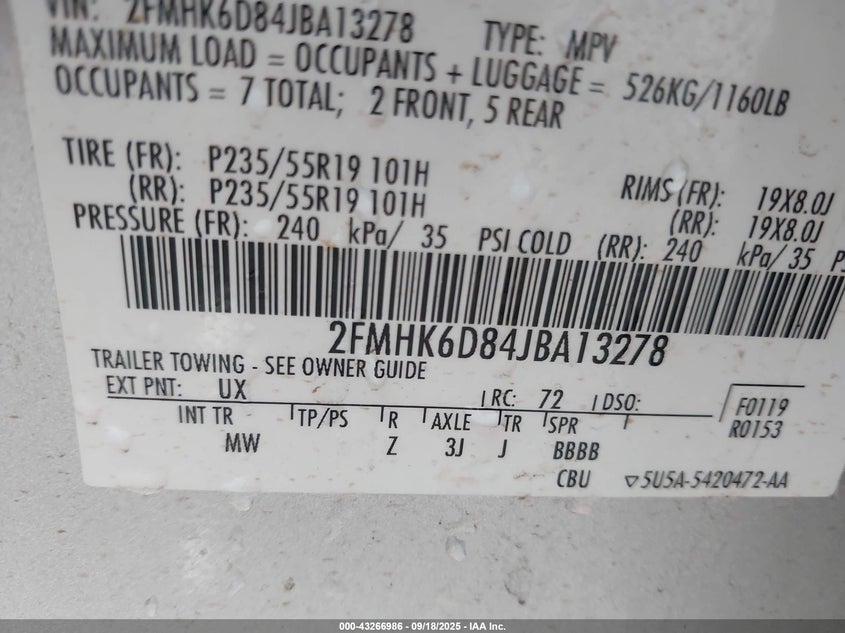 VIN: 2FMHK6D84JBA13278 TYPE: MPV
MAXIMUM LOAD = OCCUPANTS + LUGGAGE = 526KG/1160LB
OCCUPANTS = 7 TOTAL; 2 FRONT, 5 REAR
TIRE (FR): P235/55R19 101H RIMS (FR): 19X8.0J
(RR): P235/55R19 101H (RR): 19X8.0J
PRESSURE (FR): 240 kPa/ 35 PSI COLD (RR): 240 kPa/ 35 PS
2FMHK6D84JBA13278
TRAILER TOWING - SEE OWNER GUIDE
EXT PNT: UX RC: 72 DSO: F0119
INT TR TP/PS R AXLE TR SPR R0153
MW Z 3J J BBBB
CBU ▽5U5A-5420472-AA
000-43266986 - 09/18/2025 - IAA Inc.